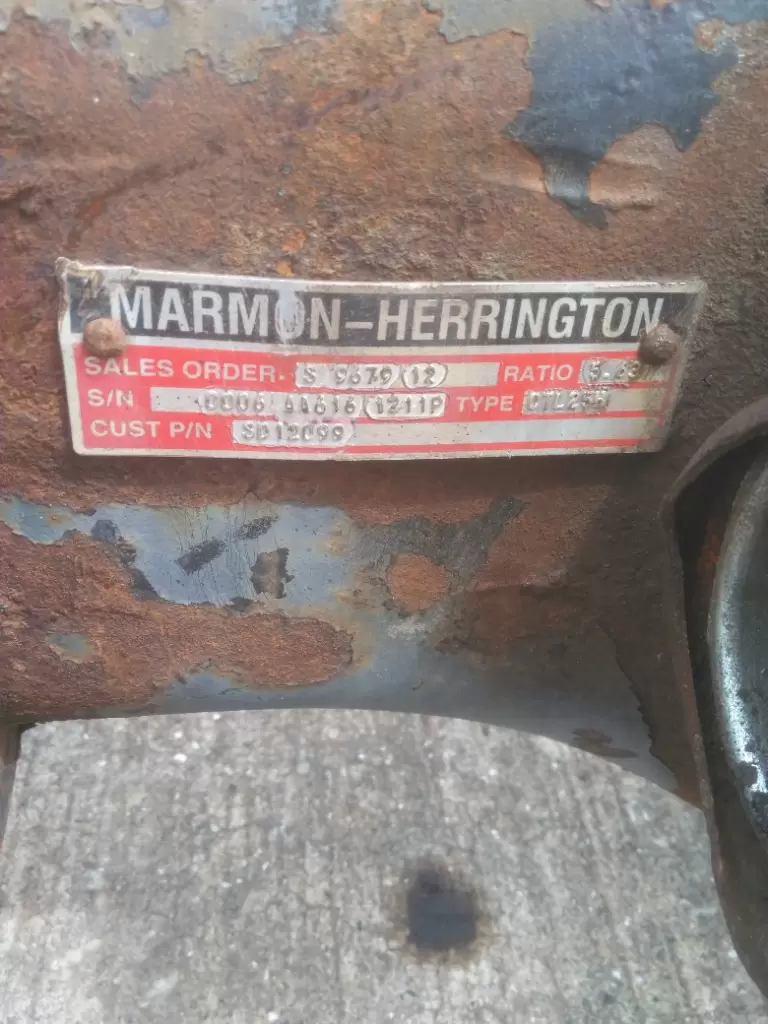 MARMON-HERRINGTON
SALES ORDER. S 9679 (12) RATIO
S/N 0006 AA616 (1211P TYPE
CUST P/N SD12099